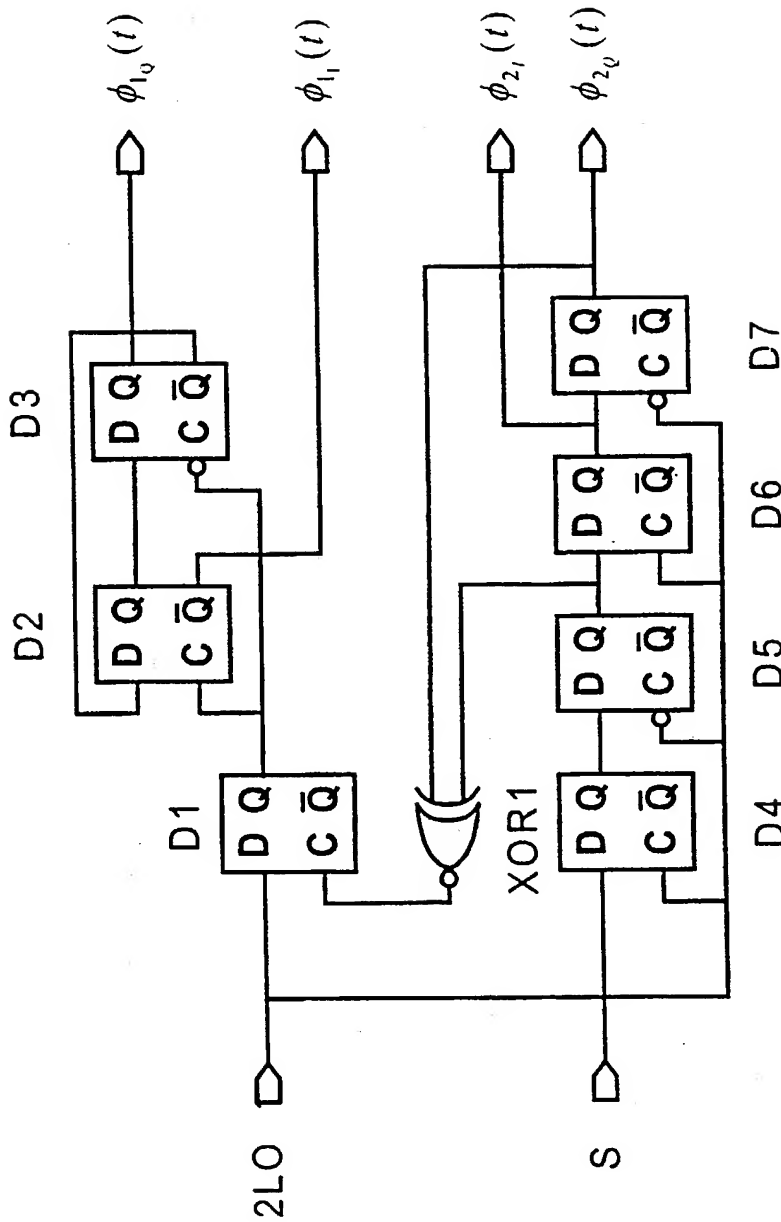 D2
D3
D Q
C Q̅
D Q
C Q̅
ϕ1Q(t)
D1
D Q
C Q̅
2LO
ϕ1I(t)
XOR1
ϕ2I(t)
S
D Q
C Q̅
D Q
C Q̅
D Q
C Q̅
D Q
C Q̅
ϕ2Q(t)
D4
D5
D6
D7